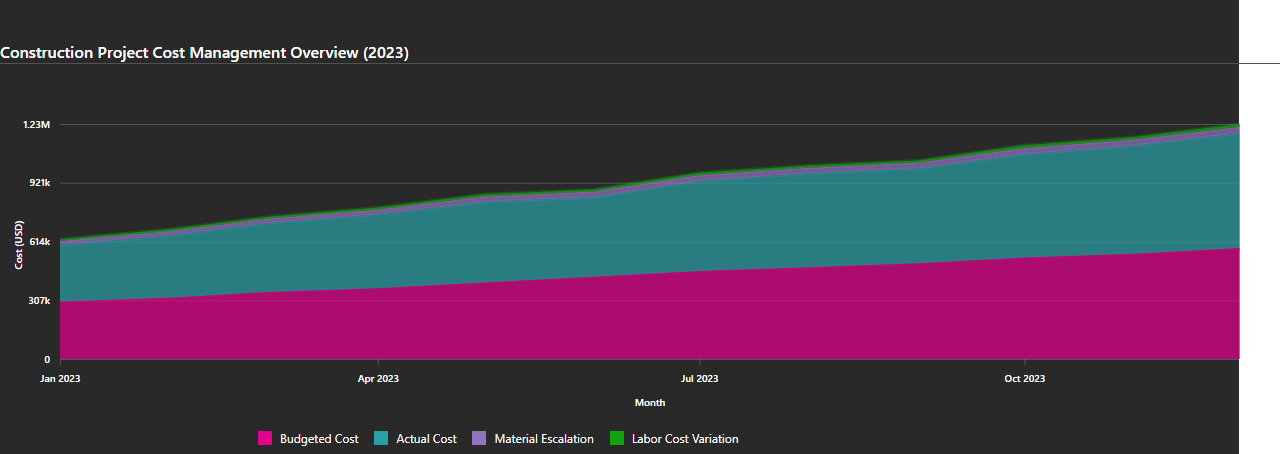 Construction Project Cost Management Overview (2023)
1.23M
921k
614k
307k
0
Cost (USD)
Jan 2023 Apr 2023 Jul 2023 Oct 2023
Month
Budgeted Cost Actual Cost Material Escalation Labor Cost Variation